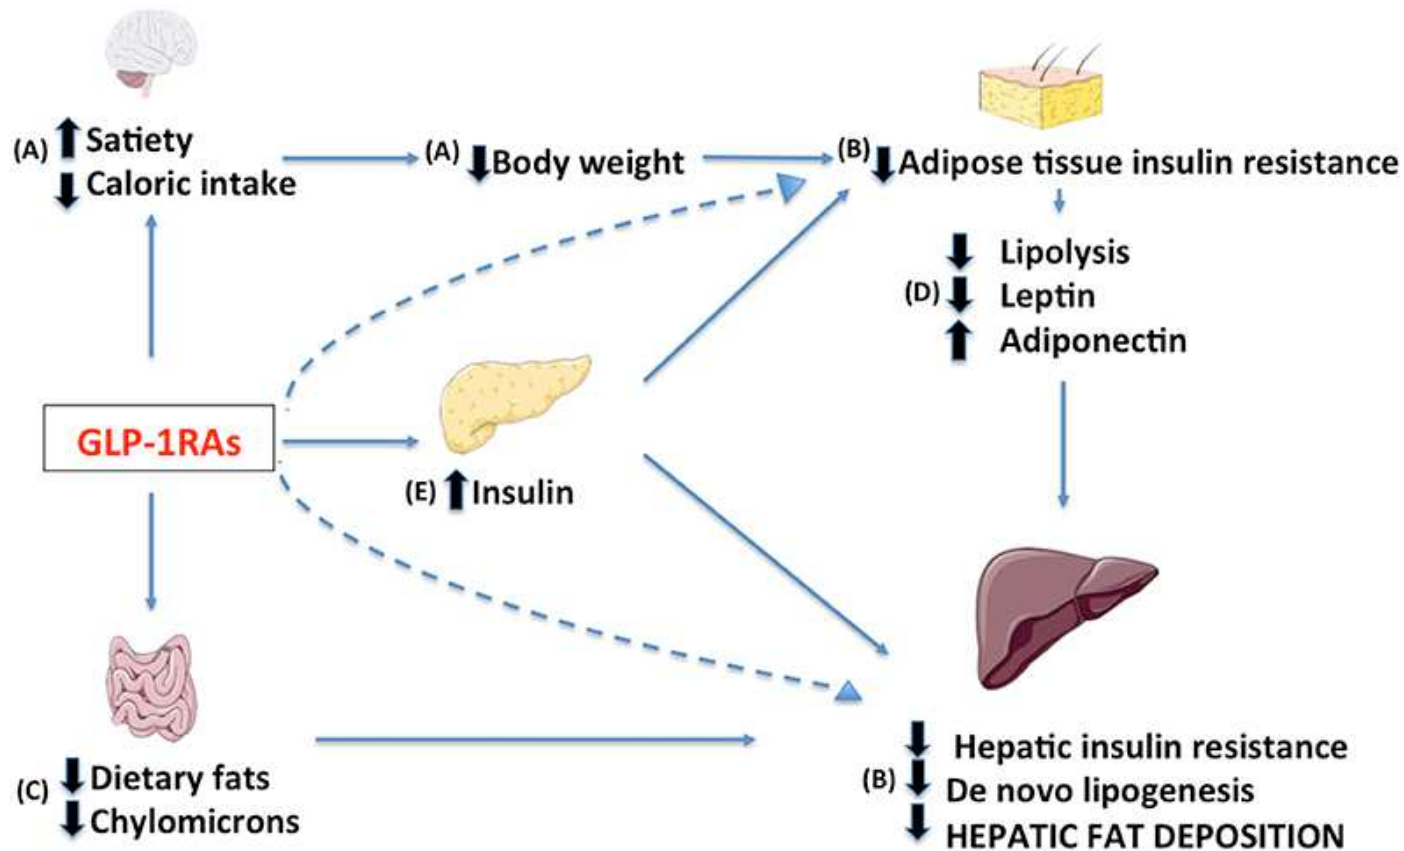 (A) Satiety
Caloric intake
(A) Body weight
(B) Adipose tissue insulin resistance
Lipolysis
(D) Leptin
Adiponectin
GLP-1RAs
(E) Insulin
(C) Dietary fats
Chylomicrons
Hepatic insulin resistance
(B) De novo lipogenesis
HEPATIC FAT DEPOSITION